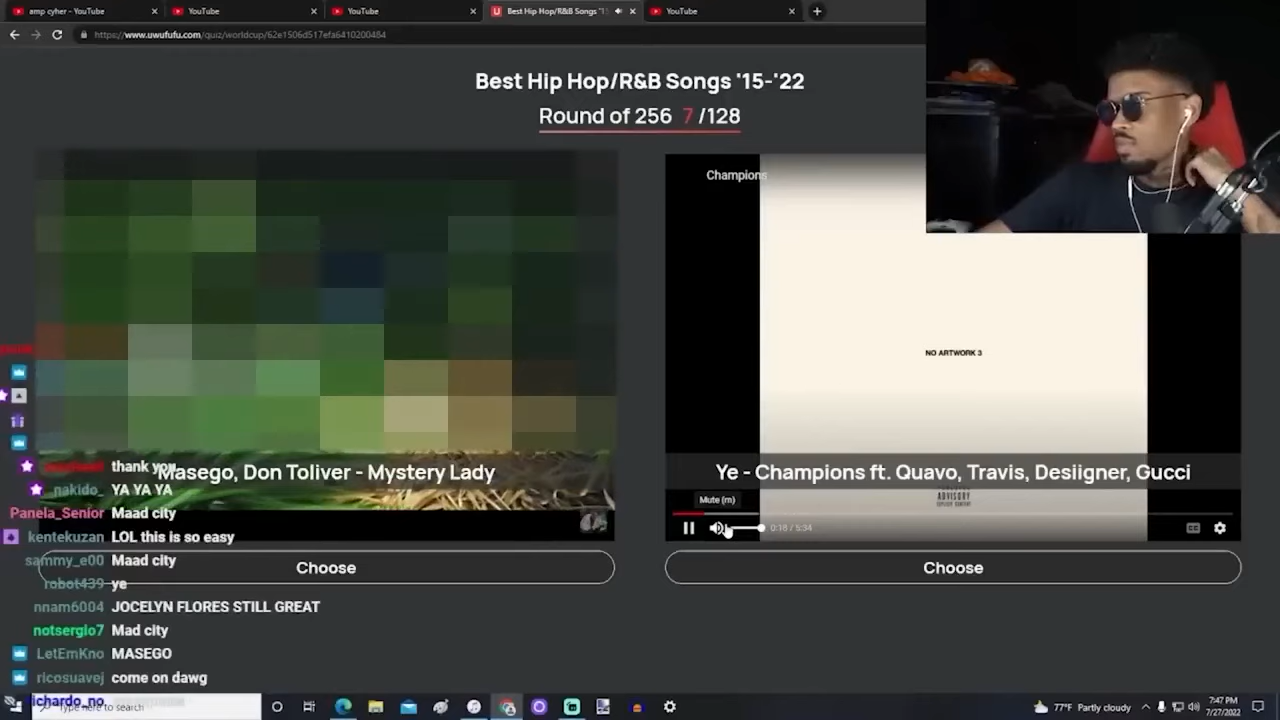 amp cyher - YouTube
YouTube
YouTube
Best Hip Hop/R&B Songs '15
YouTube
https://www.uwufufu.com/quiz/worldcup/62e1506d517efa6410200484
Best Hip Hop/R&B Songs '15-'22
Round of 256 7 /128
Champions
NO ARTWORK 3
Masego, Don Toliver - Mystery Lady
Ye - Champions ft. Quavo, Travis, Desiigner, Gucci
ADVISORY
Mute (m)
0:18 / 5:34
Choose
Choose
thank you
nakido_ YA YA YA
Panela_Senior Maad city
kentekuzan LOL this is so easy
sammy_e00 Maad city
robot439 ye
nnam6004 JOCELYN FLORES STILL GREAT
notsergio7 Mad city
LetEmKno MASEGO
ricosuavej come on dawg
ichardo_no
Type here to search
77°F Partly cloudy
7:47 PM
7/27/2022